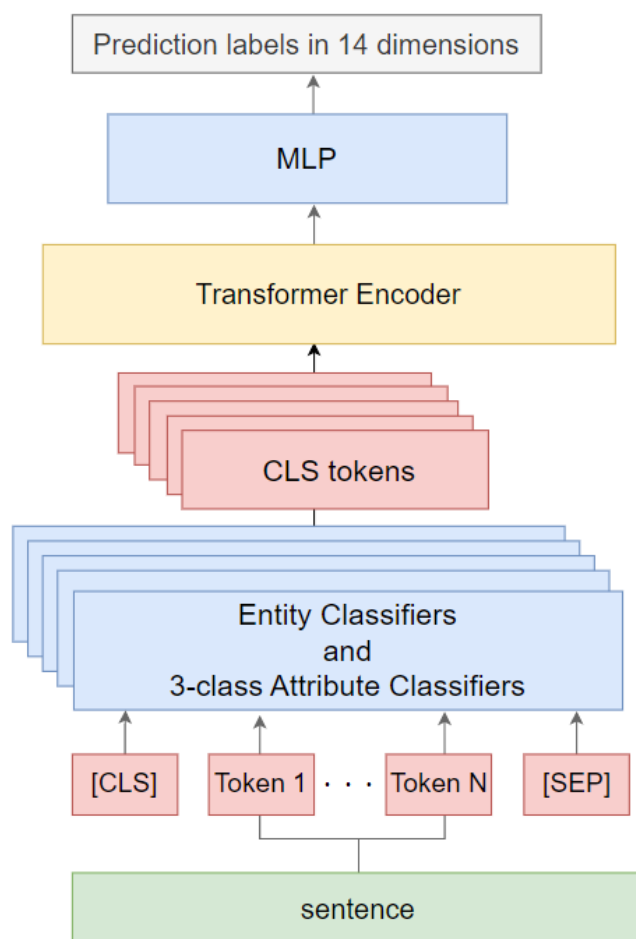 Prediction labels in 14 dimensions
MLP
Transformer Encoder
CLS tokens
Entity Classifiers
and
3-class Attribute Classifiers
[CLS] Token 1 · · · Token N [SEP]
sentence